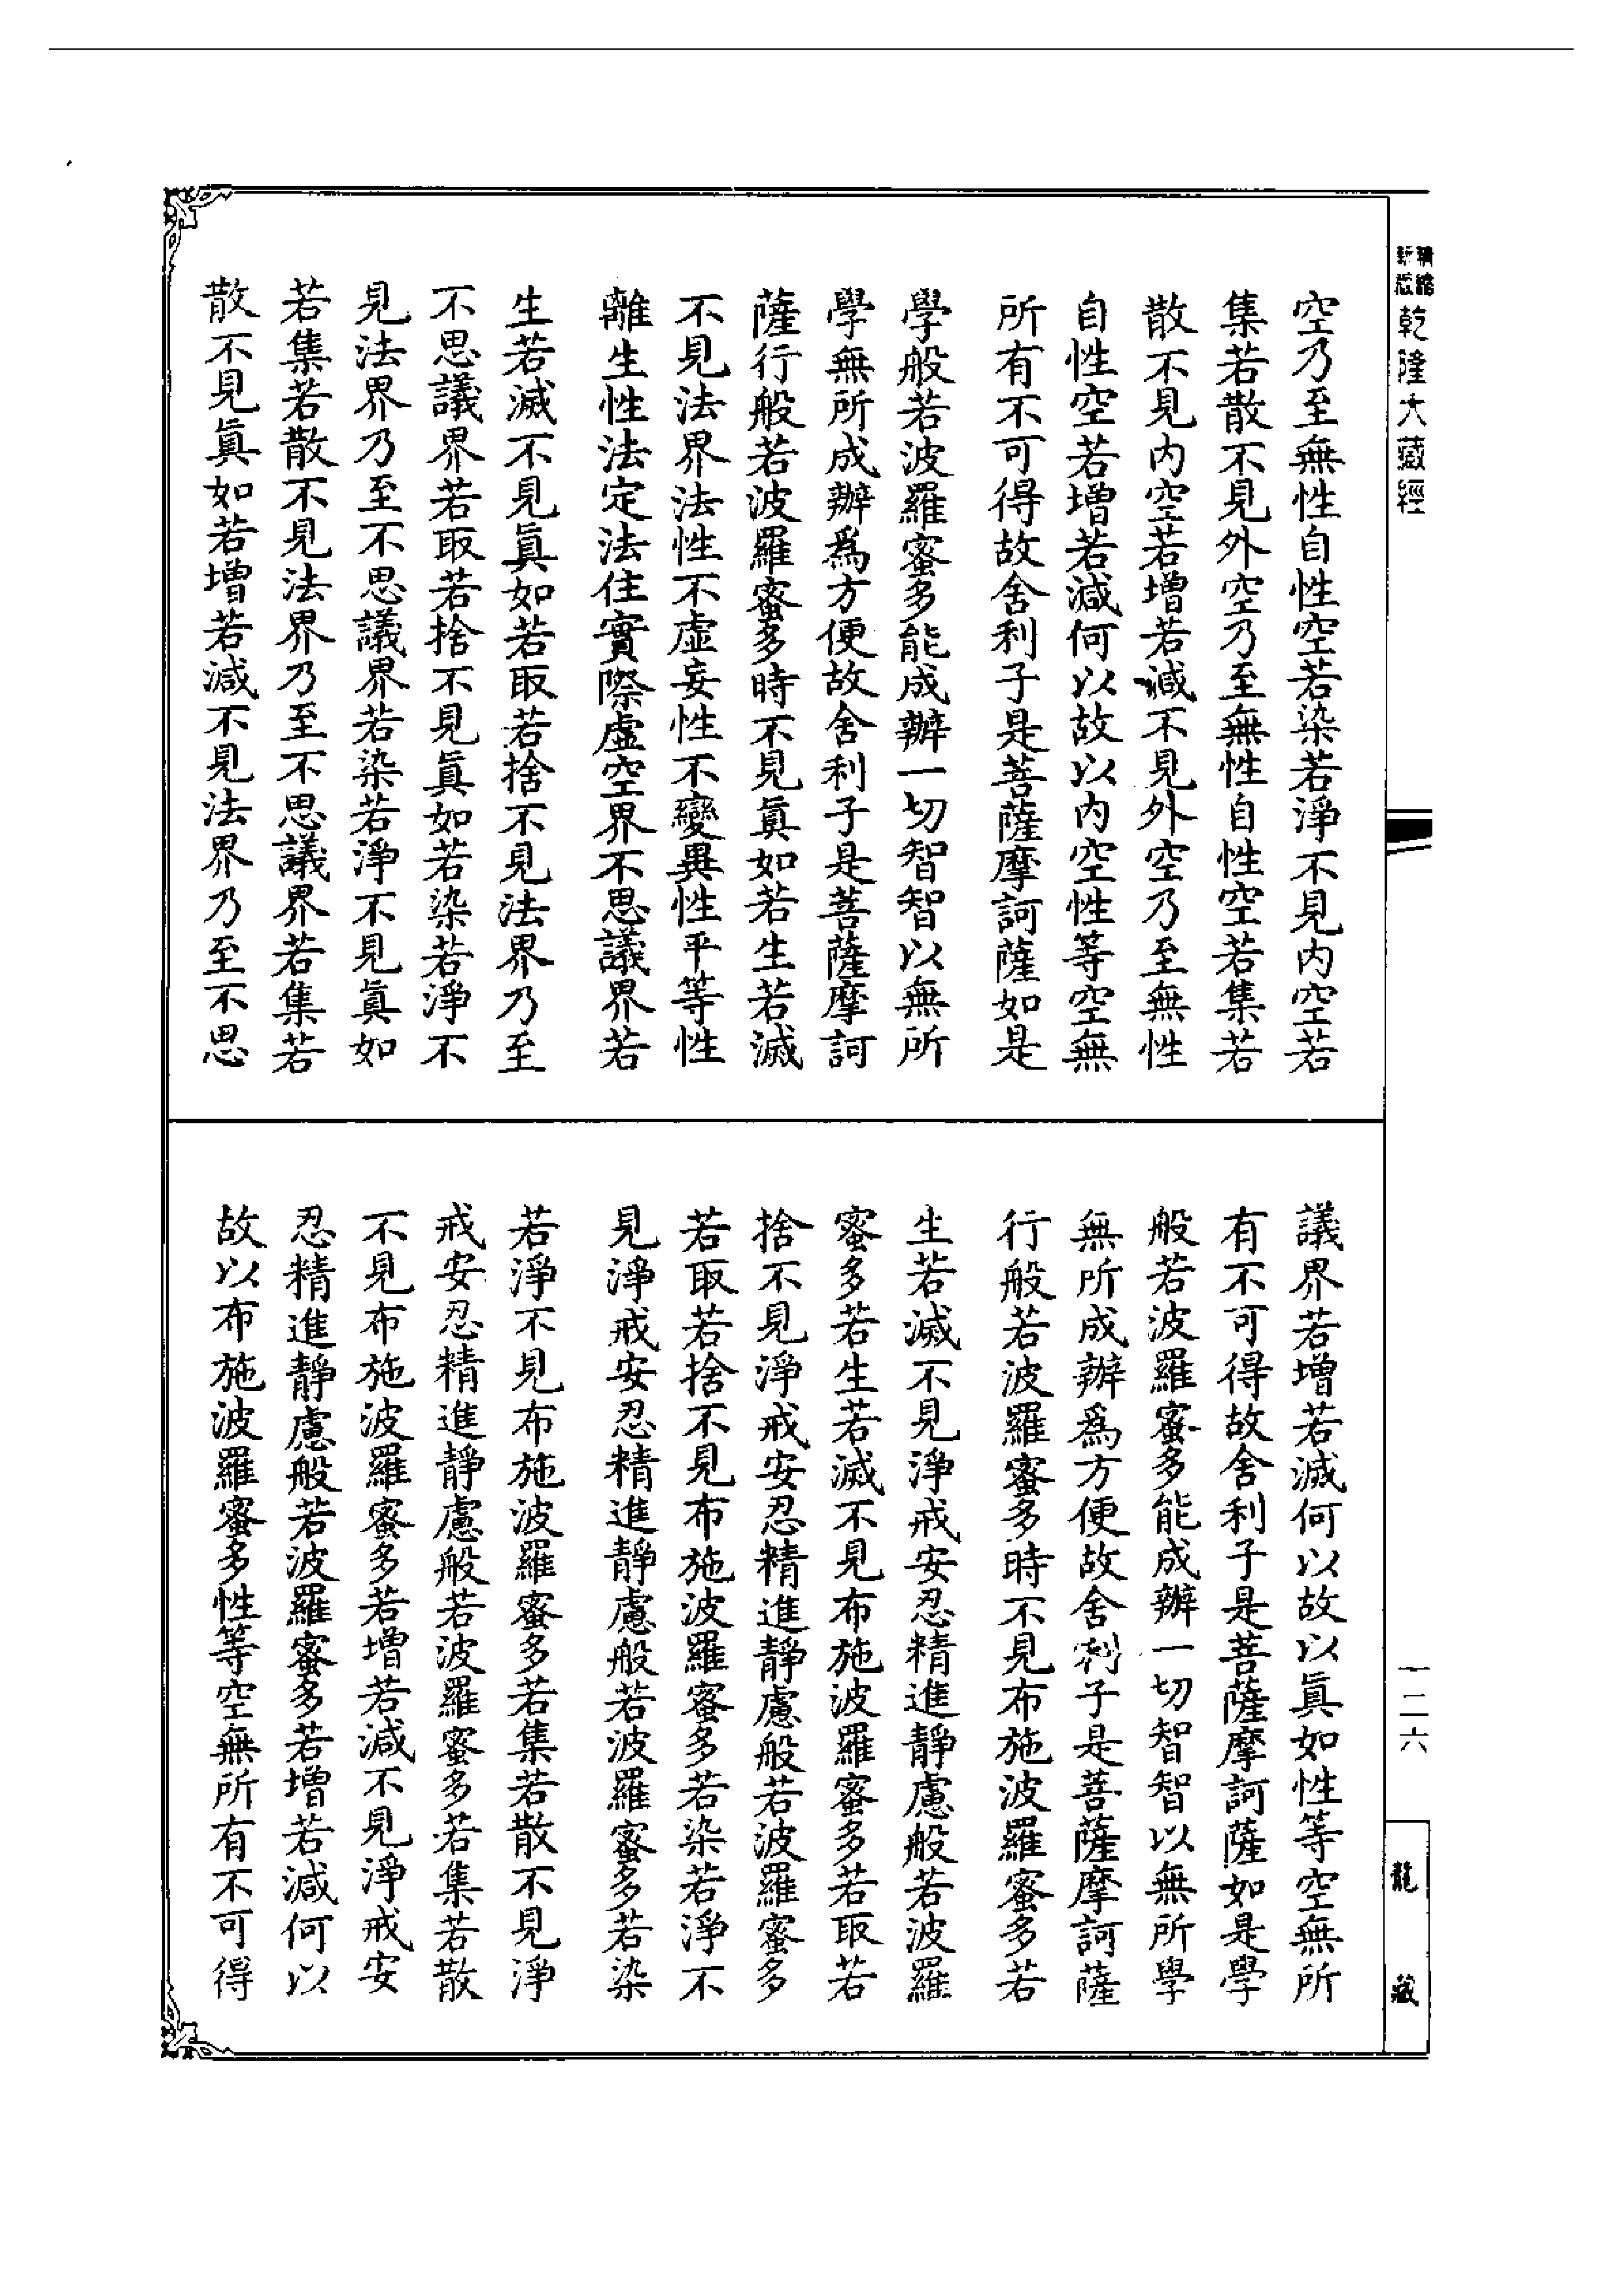 乾隆大藏經
空乃至無性自性空若染若淨不見內空若
集若散不見外空乃至無性自性空若集若
散不見內空若增若減不見外空乃至無性
自性空若增若減何以故以內空性等空無
所有不可得故舍利子是菩薩摩訶薩如是
學般若波羅蜜多能成辦一切智智以無所
學無所成辦爲方便故舍利子是菩薩摩訶
薩行般若波羅蜜多時不見眞如若生若滅
不見法界法性不虛妄性不變異性平等性
離生性法定法住實際虛空界不思議界若
生若滅不見眞如若取若捨不見法界乃至
不思議界若取若捨不見眞如若染若淨不
見法界乃至不思議界若染若淨不見眞如
若集若散不見法界乃至不思議界若集若
散不見眞如若增若減不見法界乃至不思
議界若增若減何以故以眞如性等空無所
有不可得故舍利子是菩薩摩訶薩如是學
般若波羅蜜多能成辦一切智智以無所學
無所成辦爲方便故舍利子是菩薩摩訶薩
行般若波羅蜜多時不見布施波羅蜜多若
生若滅不見淨戒安忍精進靜慮般若波羅
蜜多若生若滅不見布施波羅蜜多若取若
捨不見淨戒安忍精進靜慮般若波羅蜜多
若取若捨不見布施波羅蜜多若染若淨不
見淨戒安忍精進靜慮般若波羅蜜多若染
若淨不見布施波羅蜜多若集若散不見淨
戒安忍精進靜慮般若波羅蜜多若集若散
不見布施波羅蜜多若增若減不見淨戒安
忍精進靜慮般若波羅蜜多若增若減何以
故以布施波羅蜜多性等空無所有不可得
一二六
龍藏